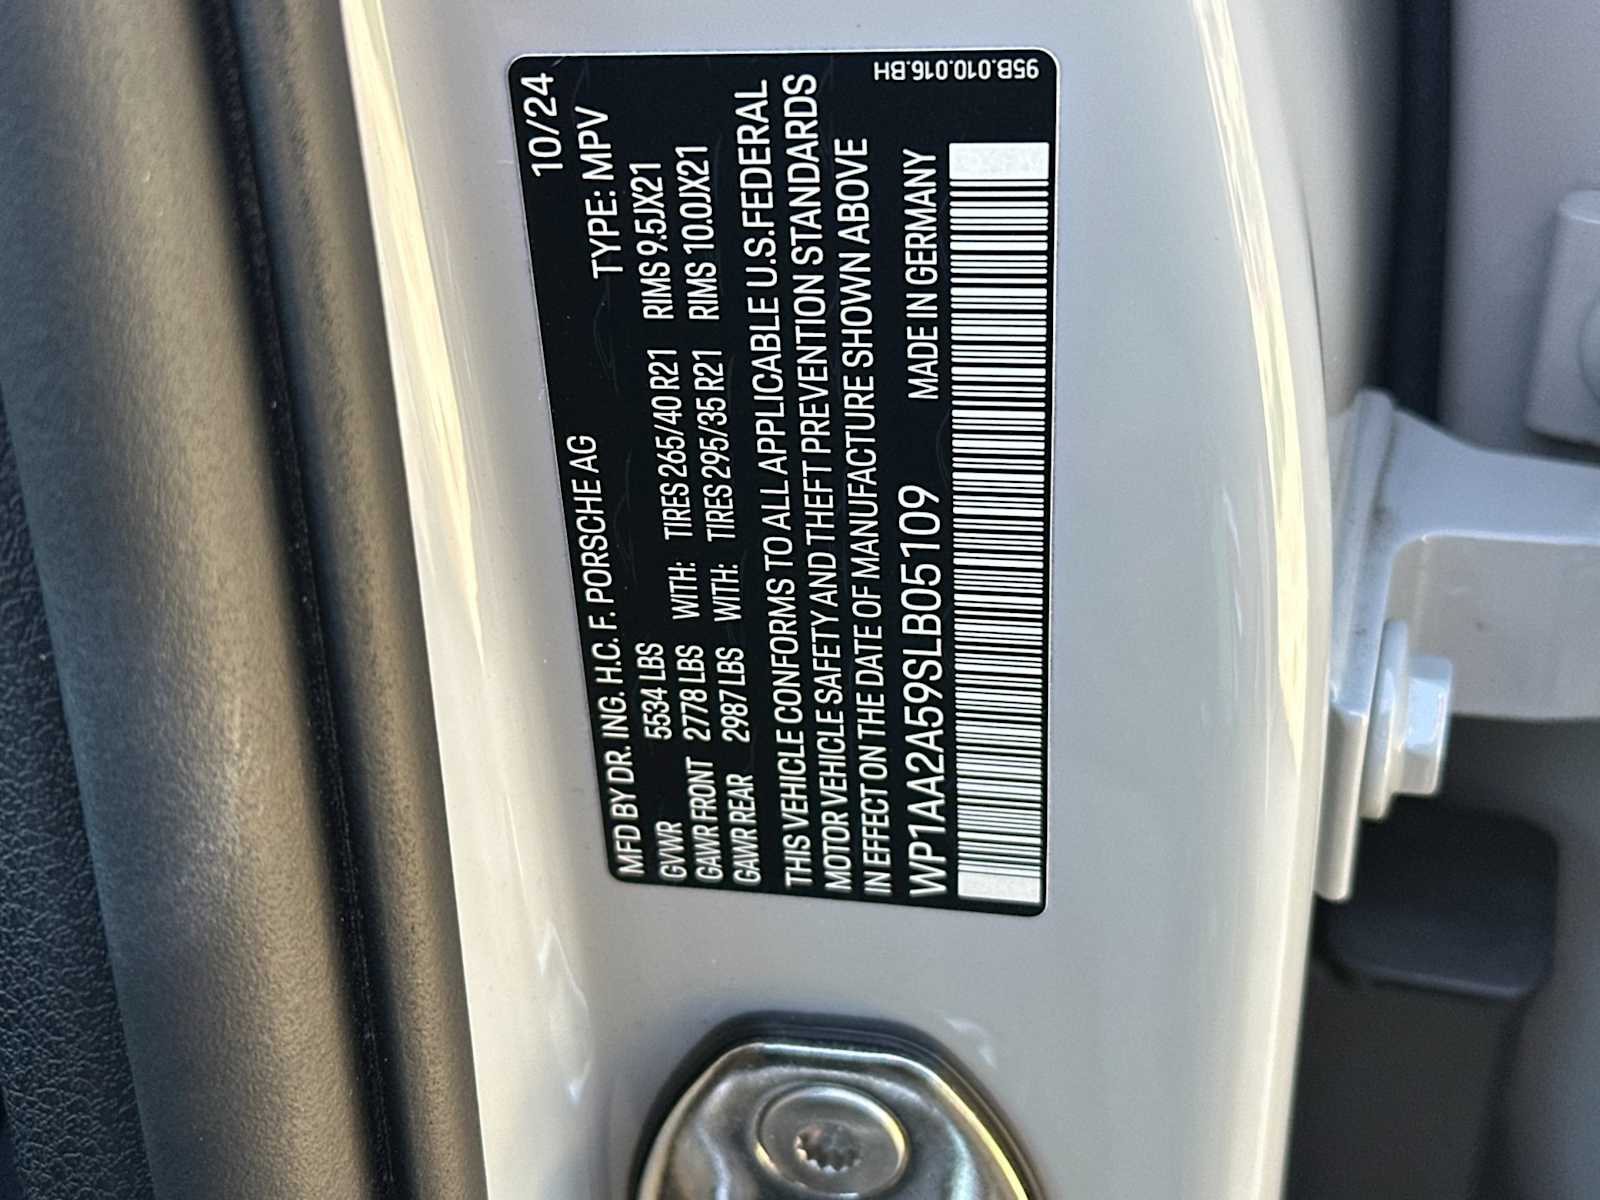 10/24
MFD BY DR. ING. H.C. F. PORSCHE AG TYPE: MPV
GVWR 5534 LBS
GAWR FRONT 2778 LBS WITH: TIRES 265/40 R21 RIMS 9.5JX21
GAWR REAR 2987 LBS WITH: TIRES 295/35 R21 RIMS 10.0JX21
THIS VEHICLE CONFORMS TO ALL APPLICABLE U.S.FEDERAL
MOTOR VEHICLE SAFETY AND THEFT PREVENTION STANDARDS
IN EFFECT ON THE DATE OF MANUFACTURE SHOWN ABOVE
WP1AA2A59SLB05109 MADE IN GERMANY
95B.010.016.BH